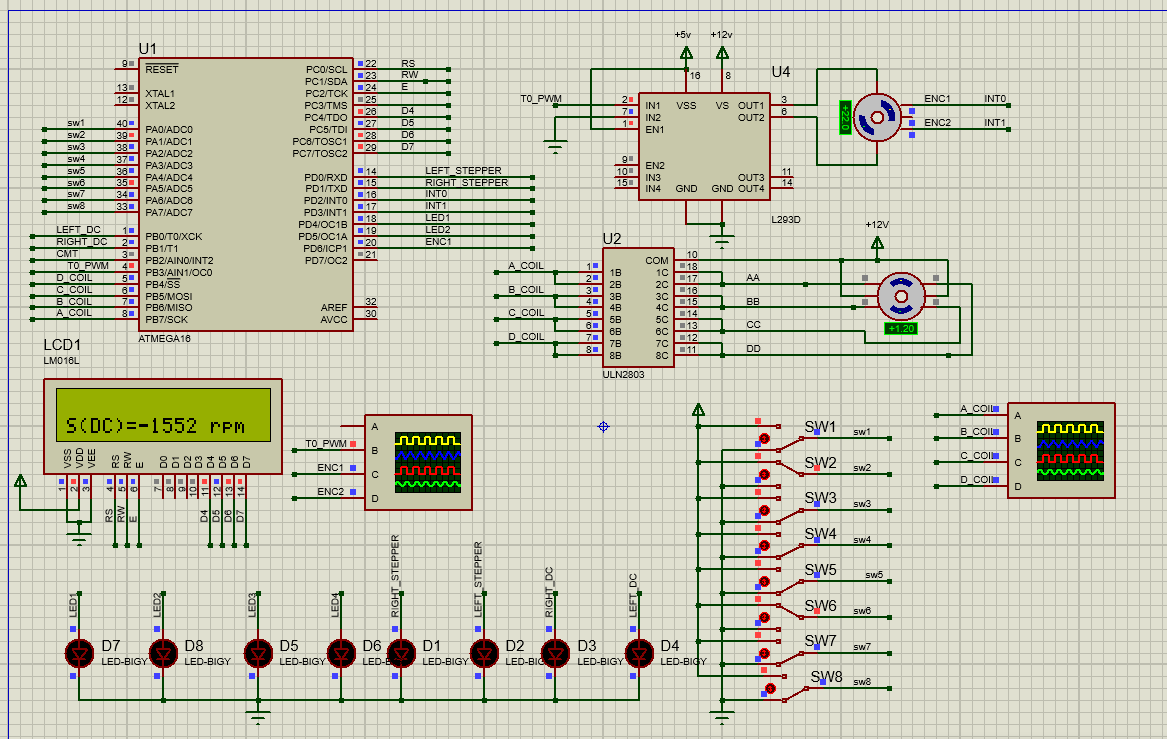 U1
9 RESET
13 XTAL1
12 XTAL2
sw1 40 PA0/ADC0
sw2 39 PA1/ADC1
sw3 38 PA2/ADC2
sw4 37 PA3/ADC3
sw5 36 PA4/ADC4
sw6 35 PA5/ADC5
sw7 34 PA6/ADC6
sw8 33 PA7/ADC7
LEFT_DC 1 PB0/T0/XCK
RIGHT_DC 2 PB1/T1
CMT 3 PB2/AIN0/INT2
T0_PWM 4 PB3/AIN1/OC0
D_COIL 5 PB4/SS
C_COIL 6 PB5/MOSI
B_COIL 7 PB6/MISO
A_COIL 8 PB7/SCK
PC0/SCL 22 RS
PC1/SDA 23 RW
PC2/TCK 24 E
PC3/TMS 25
PC4/TDO 26 D4
PC5/TDI 27 D5
PC6/TOSC1 28 D6
PC7/TOSC2 29 D7
PD0/RXD 14 LEFT_STEPPER
PD1/TXD 15 RIGHT_STEPPER
PD2/INT0 16 INT0
PD3/INT1 17 INT1
PD4/OC1B 18 LED1
PD5/OC1A 19 LED2
PD6/ICP1 20 ENC1
PD7/OC2 21
AREF 32
AVCC 30
ATMEGA16
+5v +12v
U4
16 8
T0_PWM 2 IN1 VSS VS OUT1 3
7 IN2 OUT2 6
1 EN1
9 EN2
10 IN3 OUT3 11
15 IN4 GND GND OUT4 14
L293D
+22.0
ENC1 INT0
ENC2 INT1
U2
COM 10
A_COIL 1 1B 1C 18
2 2B 2C 17 AA
B_COIL 3 3B 3C 16
4 4B 4C 15 BB
C_COIL 5 5B 5C 14
6 6B 6C 13 CC
D_COIL 7 7B 7C 12
8 8B 8C 11 DD
ULN2803
+12V
+1.20
LCD1
LM016L
S(DC)=-1552 rpm
VSS VDD VEE RS RW E D0 D1 D2 D3 D4 D5 D6 D7
1 2 3 4 5 6 7 8 9 10 11 12 13 14
RS RW E D4 D5 D6 D7
A
T0_PWM B
ENC1 C
ENC2 D
SW1 sw1
SW2 sw2
SW3 sw3
SW4 sw4
SW5 sw5
SW6 sw6
SW7 sw7
SW8 sw8
A_COIL A
B_COIL B
C_COIL C
D_COIL D
LED1 LED2 LED3 LED4 RIGHT_STEPPER LEFT_STEPPER RIGHT_DC LEFT_DC
D7 D8 D5 D6 D1 D2 D3 D4
LED-BIGY LED-BIGY LED-BIGY LED-B LED-BIGY LED-BIG LED-BIGY LED-BIGY